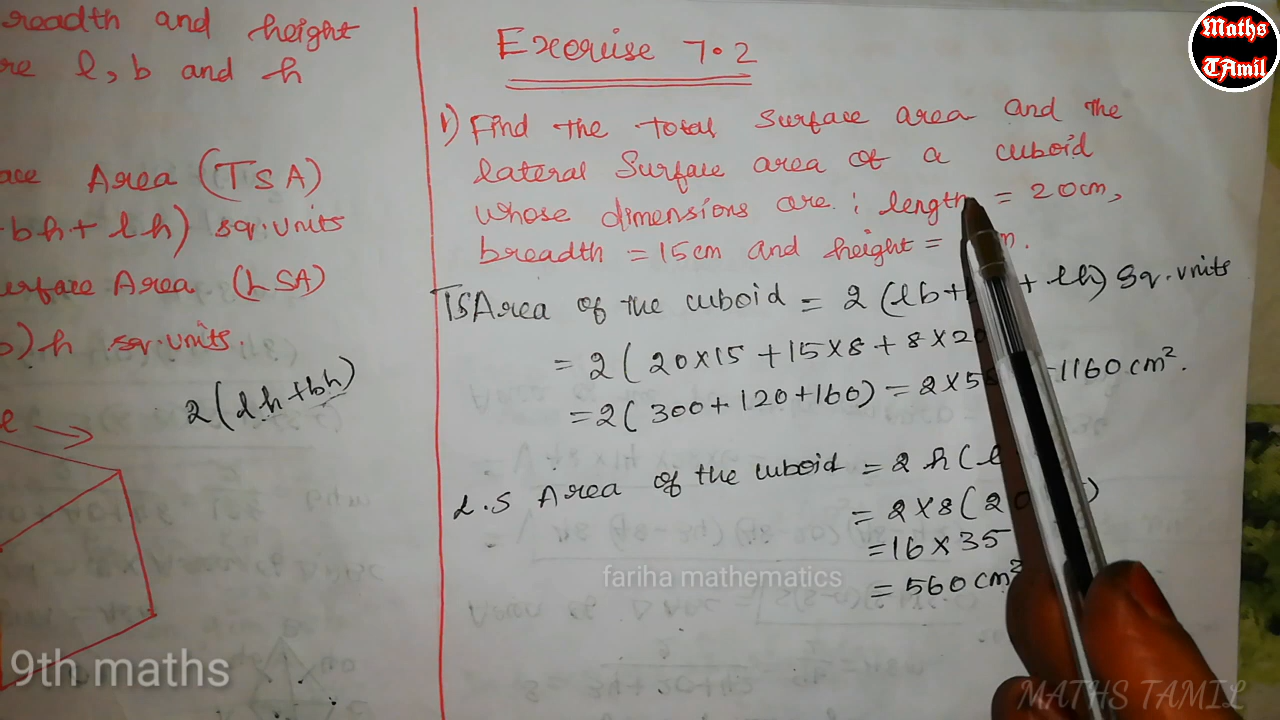 readth and height
re l, b and h
ace Area (TSA)
bh + lh) sq.units
urface Area (LSA)
b)h sq.units.
2(lh+bh)
l
Exercise 7.2
1) Find the total surface area and the
lateral Surface area of a cuboid
whose dimensions are : length = 20cm,
breadth = 15cm and height = m.
TSArea of the cuboid = 2 (lb+ + lh) Sq.units
= 2 ( 20×15 +15×8 + 8×20
= 2 ( 300+120+160) = 2×5 1160 cm².
L.S Area of the cuboid = 2 h ( l
= 2×8(20 )
= 16×35
= 560 cm²
fariha mathematics
9th maths
Maths
TAmil
MATHS TAMIL